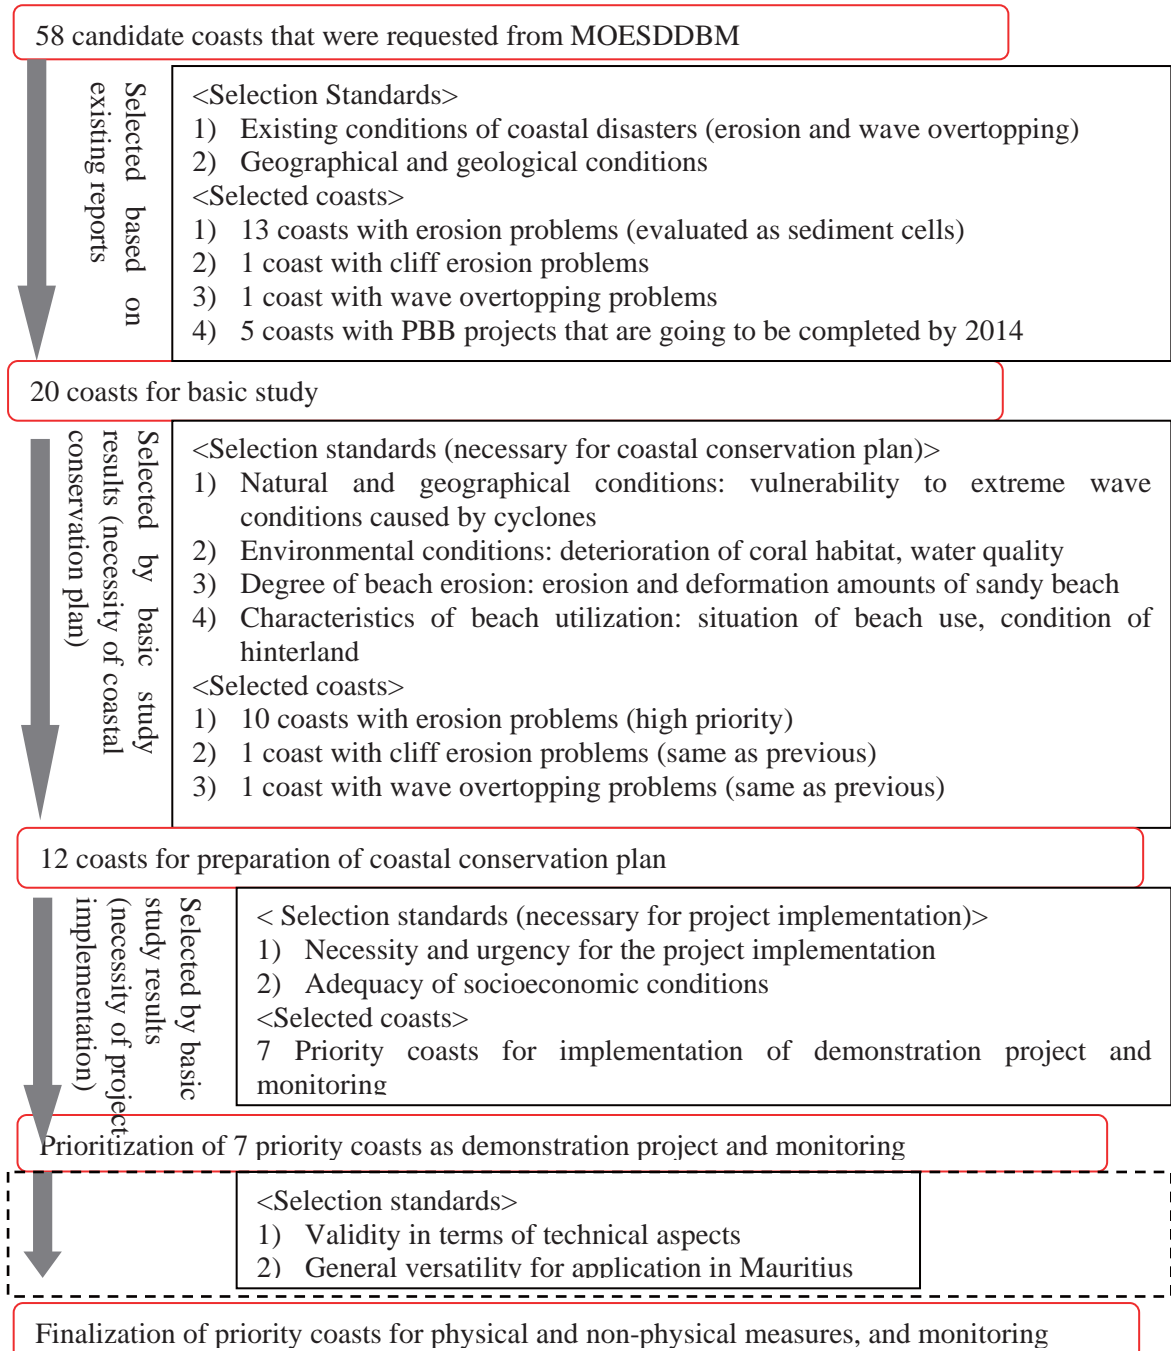 58 candidate coasts that were requested from MOESDDBM
Selected based on
existing reports
<Selection Standards>
1) Existing conditions of coastal disasters (erosion and wave overtopping)
2) Geographical and geological conditions
<Selected coasts>
1) 13 coasts with erosion problems (evaluated as sediment cells)
2) 1 coast with cliff erosion problems
3) 1 coast with wave overtopping problems
4) 5 coasts with PBB projects that are going to be completed by 2014
20 coasts for basic study
Selected by basic study
results (necessity of coastal
conservation plan)
<Selection standards (necessary for coastal conservation plan)>
1) Natural and geographical conditions: vulnerability to extreme wave
conditions caused by cyclones
2) Environmental conditions: deterioration of coral habitat, water quality
3) Degree of beach erosion: erosion and deformation amounts of sandy beach
4) Characteristics of beach utilization: situation of beach use, condition of
hinterland
<Selected coasts>
1) 10 coasts with erosion problems (high priority)
2) 1 coast with cliff erosion problems (same as previous)
3) 1 coast with wave overtopping problems (same as previous)
12 coasts for preparation of coastal conservation plan
Selected by basic
study results
(necessity of project
implementation)
< Selection standards (necessary for project implementation)>
1) Necessity and urgency for the project implementation
2) Adequacy of socioeconomic conditions
<Selected coasts>
7 Priority coasts for implementation of demonstration project and
monitoring
Prioritization of 7 priority coasts as demonstration project and monitoring
<Selection standards>
1) Validity in terms of technical aspects
2) General versatility for application in Mauritius
Finalization of priority coasts for physical and non-physical measures, and monitoring